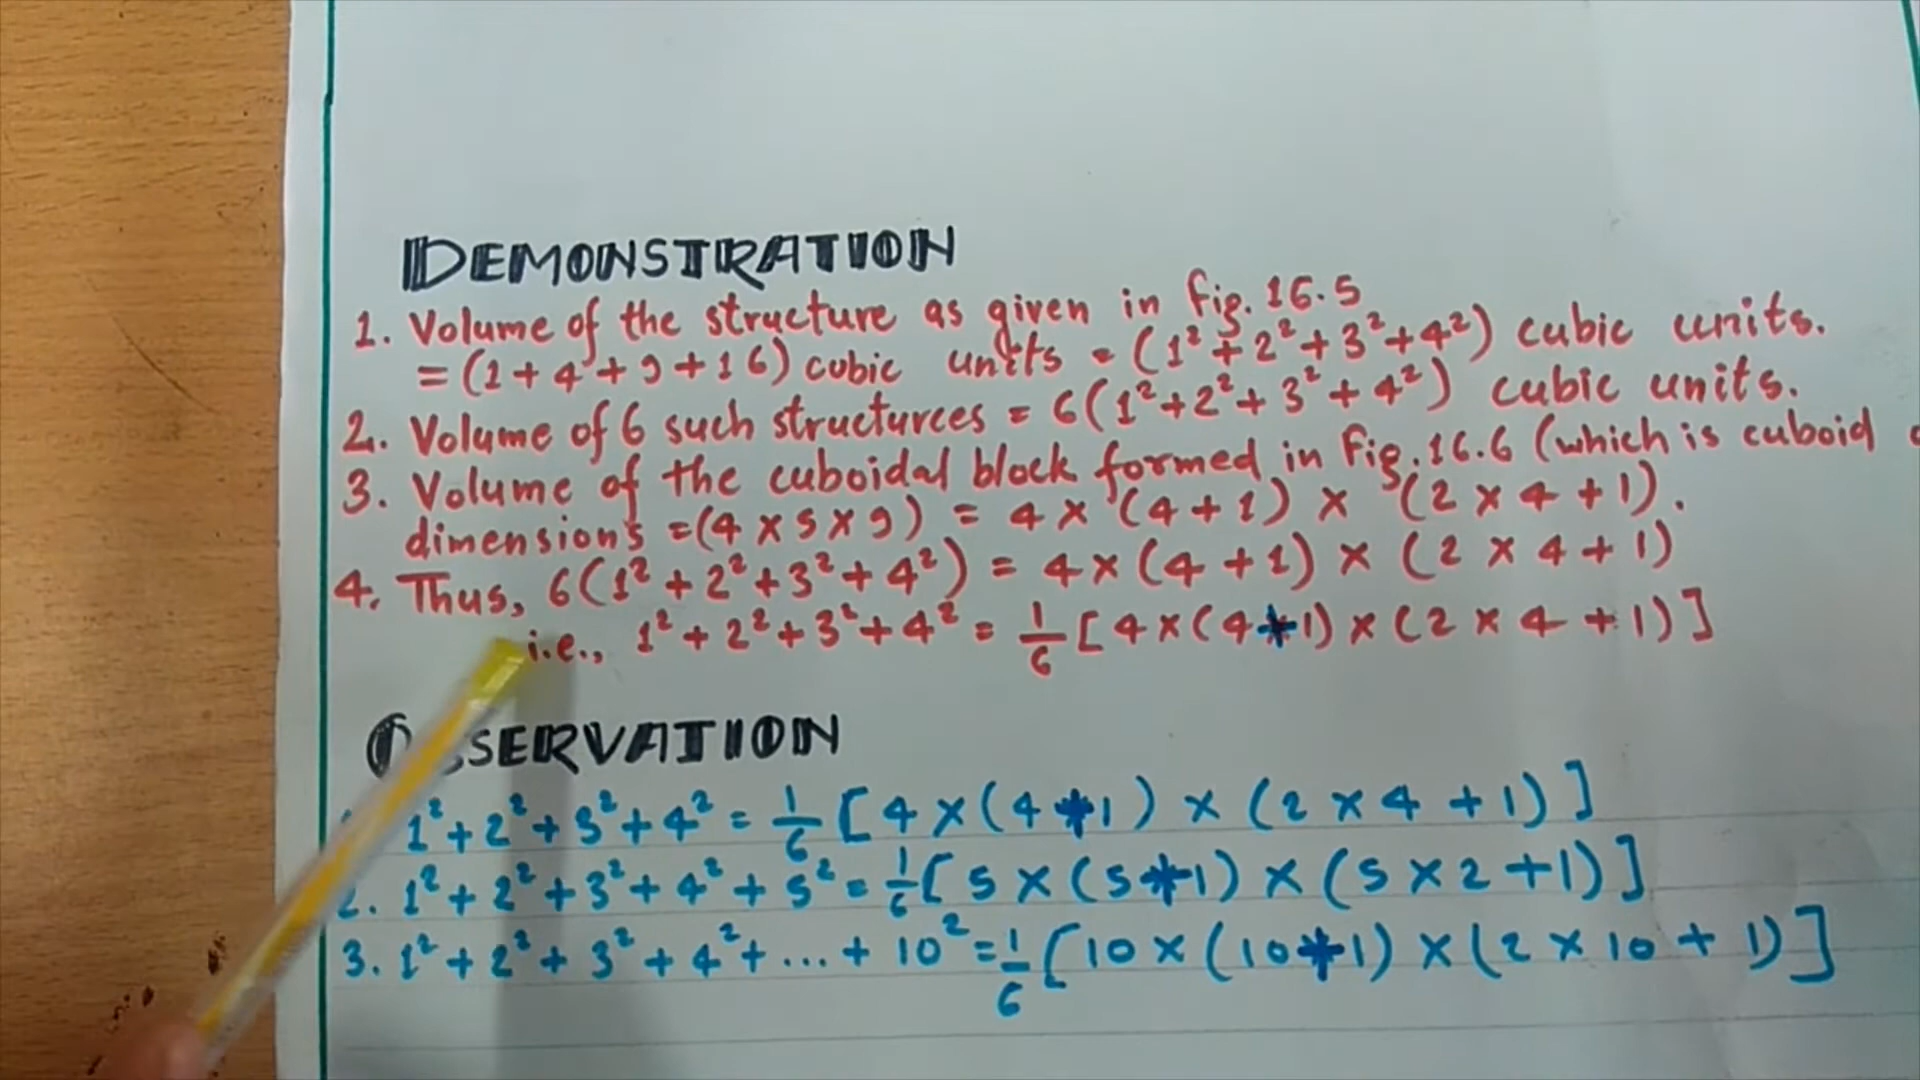 DEMONSTRATION
1. Volume of the structure as given in Fig. 16.5
= (1 + 4 + 9 + 16) cubic units = (1² + 2² + 3² + 4²) cubic units.
2. Volume of 6 such structurces = 6(1² + 2² + 3² + 4²) cubic units.
3. Volume of the cuboidal block formed in Fig. 16.6 (which is cuboid
dimensions = (4 × 5 × 9) = 4 × (4 + 1) × (2 × 4 + 1).
4. Thus, 6(1² + 2² + 3² + 4²) = 4 × (4 + 1) × (2 × 4 + 1)
i.e., 1² + 2² + 3² + 4² = 1/6 [4 × (4 + 1) × (2 × 4 + 1)]
OBSERVATION
1² + 2² + 3² + 4² = 1/6 [4 × (4 + 1) × (2 × 4 + 1)]
2. 1² + 2² + 3² + 4² + 5² = 1/6 [5 × (5 + 1) × (5 × 2 + 1)]
3. 1² + 2² + 3² + 4² + ... + 10² = 1/6 [10 × (10 + 1) × (2 × 10 + 1)]